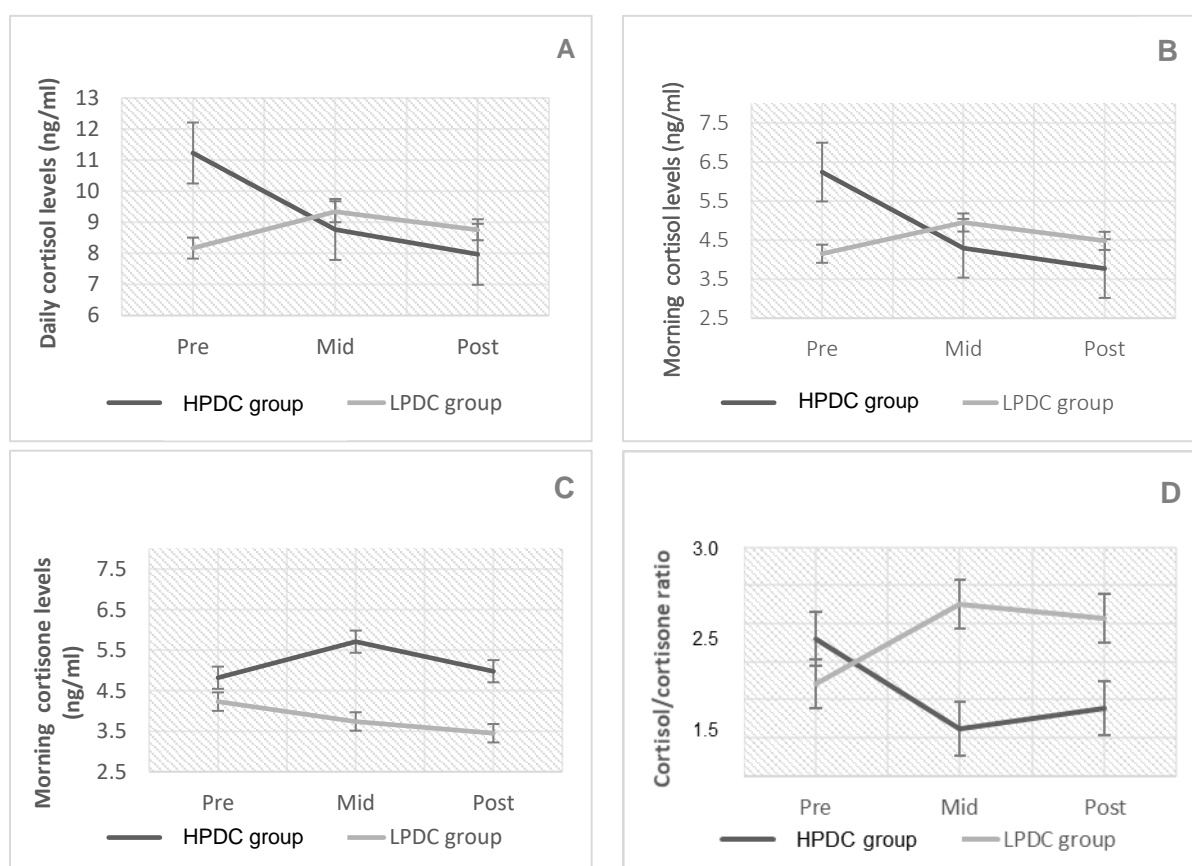 A
Daily cortisol levels (ng/ml)
13
12
11
10
9
8
7
6
Pre Mid Post
HPDC group LPDC group
B
Morning cortisol levels (ng/ml)
7.5
6.5
5.5
4.5
3.5
2.5
Pre Mid Post
HPDC group LPDC group
C
Morning cortisone levels
(ng/ml)
7.5
6.5
5.5
4.5
3.5
2.5
Pre Mid Post
HPDC group LPDC group
D
Cortisol/cortisone ratio
3.0
2.5
1.5
Pre Mid Post
HPDC group LPDC group